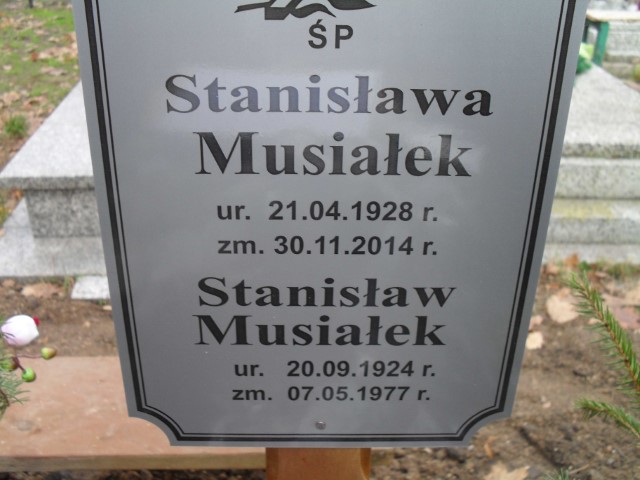 ŚP
Stanisława
Musiałek
ur. 21.04.1928 r.
zm. 30.11.2014 r.
Stanisław
Musiałek
ur. 20.09.1924 r.
zm. 07.05.1977 r.